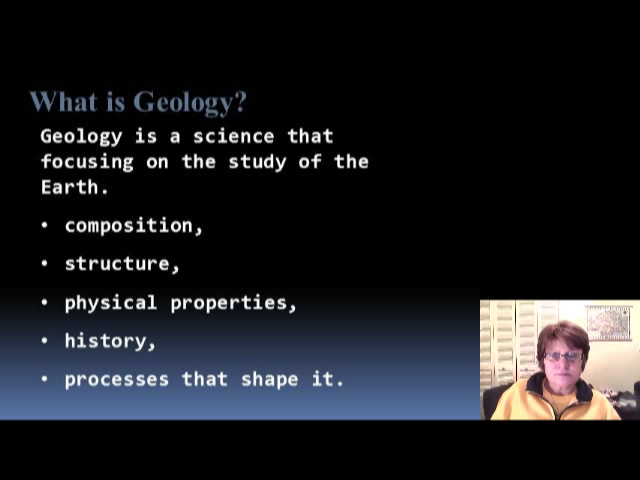 What is Geology?
Geology is a science that
focusing on the study of the
Earth.
• composition,
• structure,
• physical properties,
• history,
• processes that shape it.